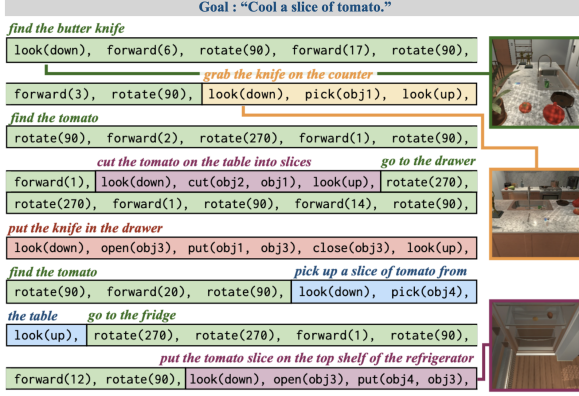 Goal : “Cool a slice of tomato.”
find the butter knife
look(down), forward(6), rotate(90), forward(17), rotate(90),
grab the knife on the counter
forward(3), rotate(90), look(down), pick(obj1), look(up),
find the tomato
rotate(90), forward(2), rotate(270), forward(1), rotate(90),
cut the tomato on the table into slices go to the drawer
forward(1), look(down), cut(obj2, obj1), look(up), rotate(270),
rotate(270), forward(1), rotate(90), forward(14), rotate(90),
put the knife in the drawer
look(down), open(obj3), put(obj1, obj3), close(obj3), look(up),
find the tomato pick up a slice of tomato from
rotate(90), forward(20), rotate(90), look(down), pick(obj4),
the table go to the fridge
look(up), rotate(270), rotate(270), forward(1), rotate(90),
put the tomato slice on the top shelf of the refrigerator
forward(12), rotate(90), look(down), open(obj3), put(obj4, obj3),